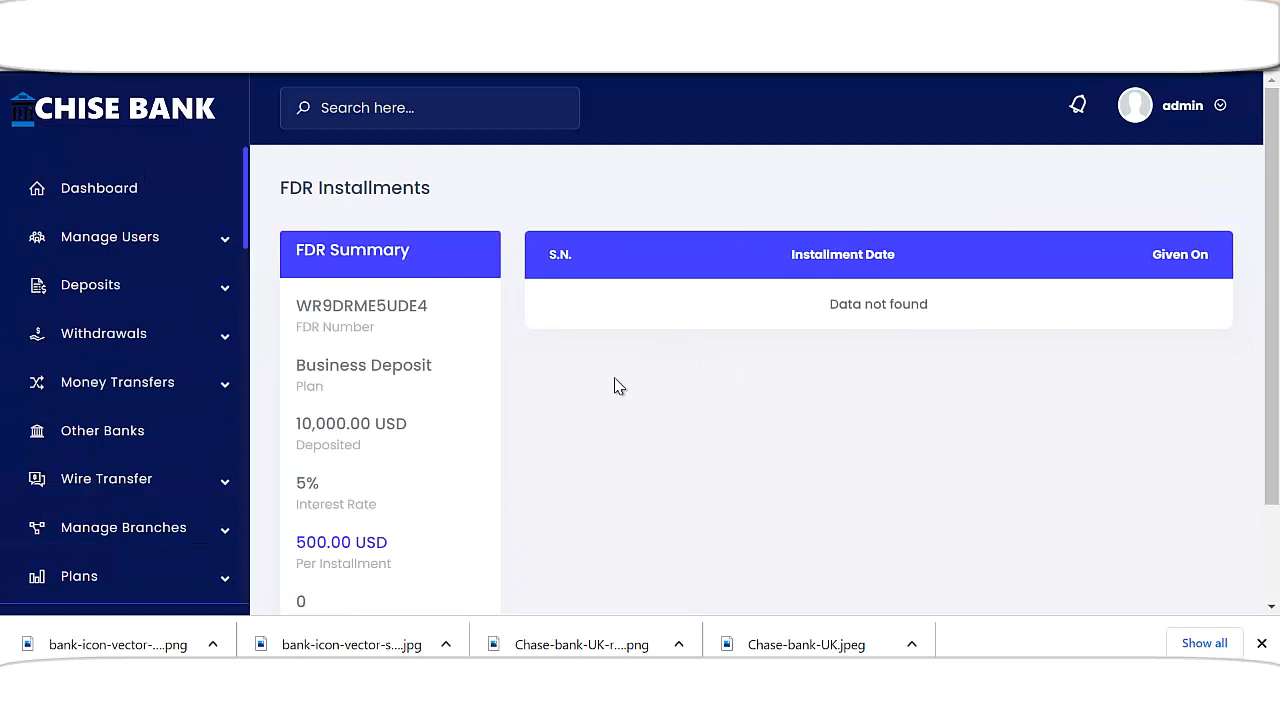 CHISE BANK
Search here...
admin
Dashboard
Manage Users
Deposits
Withdrawals
Money Transfers
Other Banks
Wire Transfer
Manage Branches
Plans
FDR Installments
FDR Summary
WR9DRME5UDE4
FDR Number
Business Deposit
Plan
10,000.00 USD
Deposited
5%
Interest Rate
500.00 USD
Per Installment
0
S.N. Installment Date Given On
Data not found
bank-icon-vector-....png
bank-icon-vector-s....jpg
Chase-bank-UK-r....png
Chase-bank-UK.jpeg
Show all